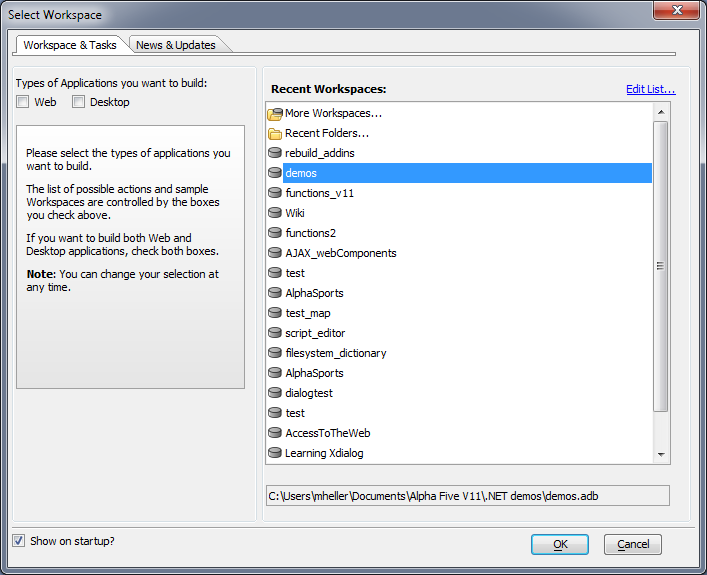 Select Workspace
Workspace & Tasks
News & Updates
Types of Applications you want to build:
Web
Desktop
Please select the types of applications you
want to build.
The list of possible actions and sample
Workspaces are controlled by the boxes
you check above.
If you want to build both Web and
Desktop applications, check both boxes.
Note: You can change your selection at
any time.
Recent Workspaces:
Edit List...
More Workspaces...
Recent Folders...
rebuild_addins
demos
functions_v11
Wiki
functions2
AJAX_webComponents
test
AlphaSports
test_map
script_editor
filesystem_dictionary
AlphaSports
dialogtest
test
AccessToTheWeb
Learning Xdialog
C:\Users\mheller\Documents\Alpha Five V11\.NET demos\demos.adb
Show on startup?
OK
Cancel